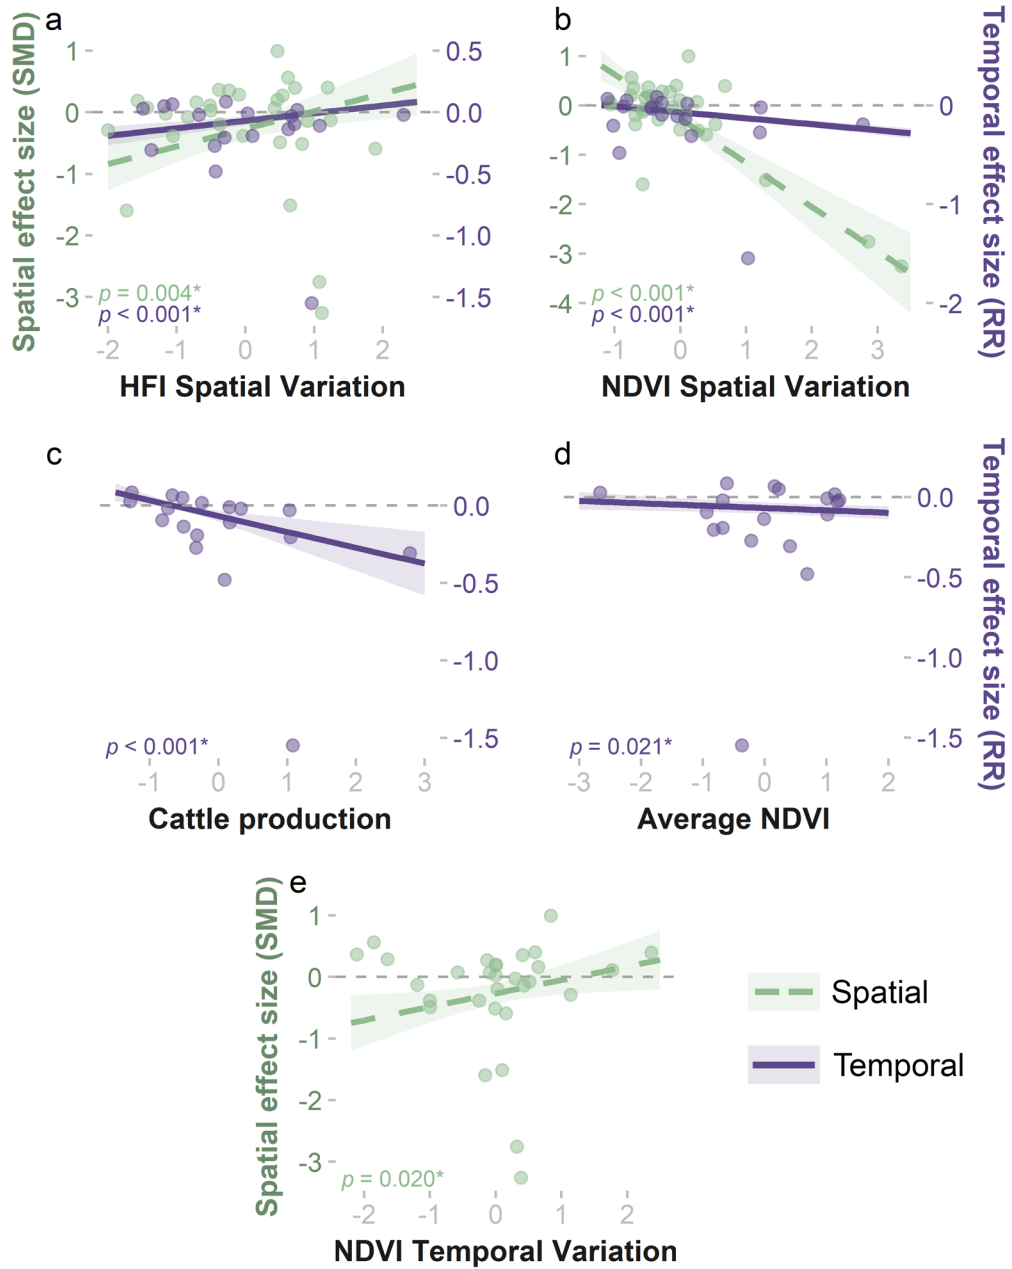 a
Spatial effect size (SMD)
1
0
-1
-2
-3
0.5
0.0
-0.5
-1.0
-1.5
p = 0.004*
p < 0.001*
-2 -1 0 1 2
HFI Spatial Variation
b
1
0
-1
-2
-3
-4
0
-1
-2
Temporal effect size (RR)
p < 0.001*
p < 0.001*
-1 0 1 2 3
NDVI Spatial Variation
c
0.0
-0.5
-1.0
-1.5
p < 0.001*
-1 0 1 2 3
Cattle production
d
0.0
-0.5
-1.0
-1.5
Temporal effect size (RR)
p = 0.021*
-3 -2 -1 0 1 2
Average NDVI
e
Spatial effect size (SMD)
1
0
-1
-2
-3
p = 0.020*
-2 -1 0 1 2
NDVI Temporal Variation
Spatial
Temporal